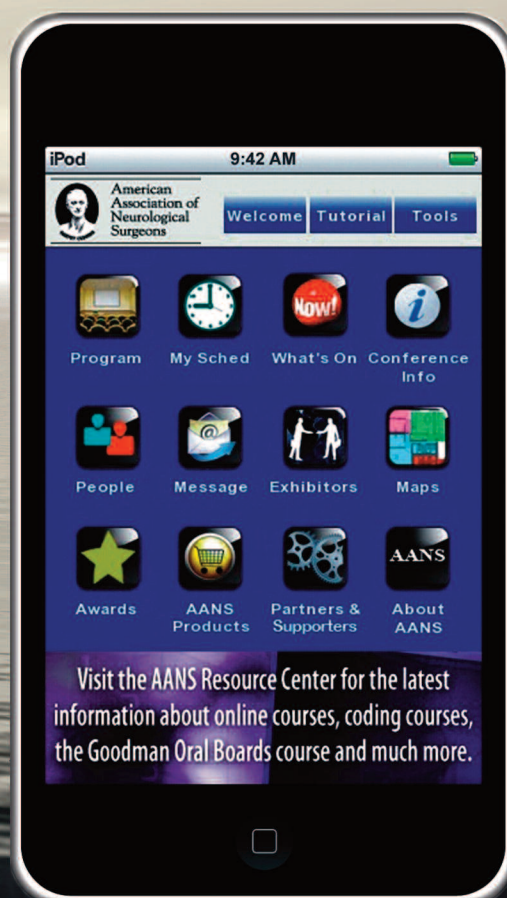 iPod
9:42 AM
American
Association of
Neurological
Surgeons
Welcome
Tutorial
Tools
Now!
i
Program
My Sched
What's On
Conference
Info
@
People
Message
Exhibitors
Maps
AANS
Awards
AANS
Products
Partners &
Supporters
About
AANS
Visit the AANS Resource Center for the latest
information about online courses, coding courses,
the Goodman Oral Boards course and much more.